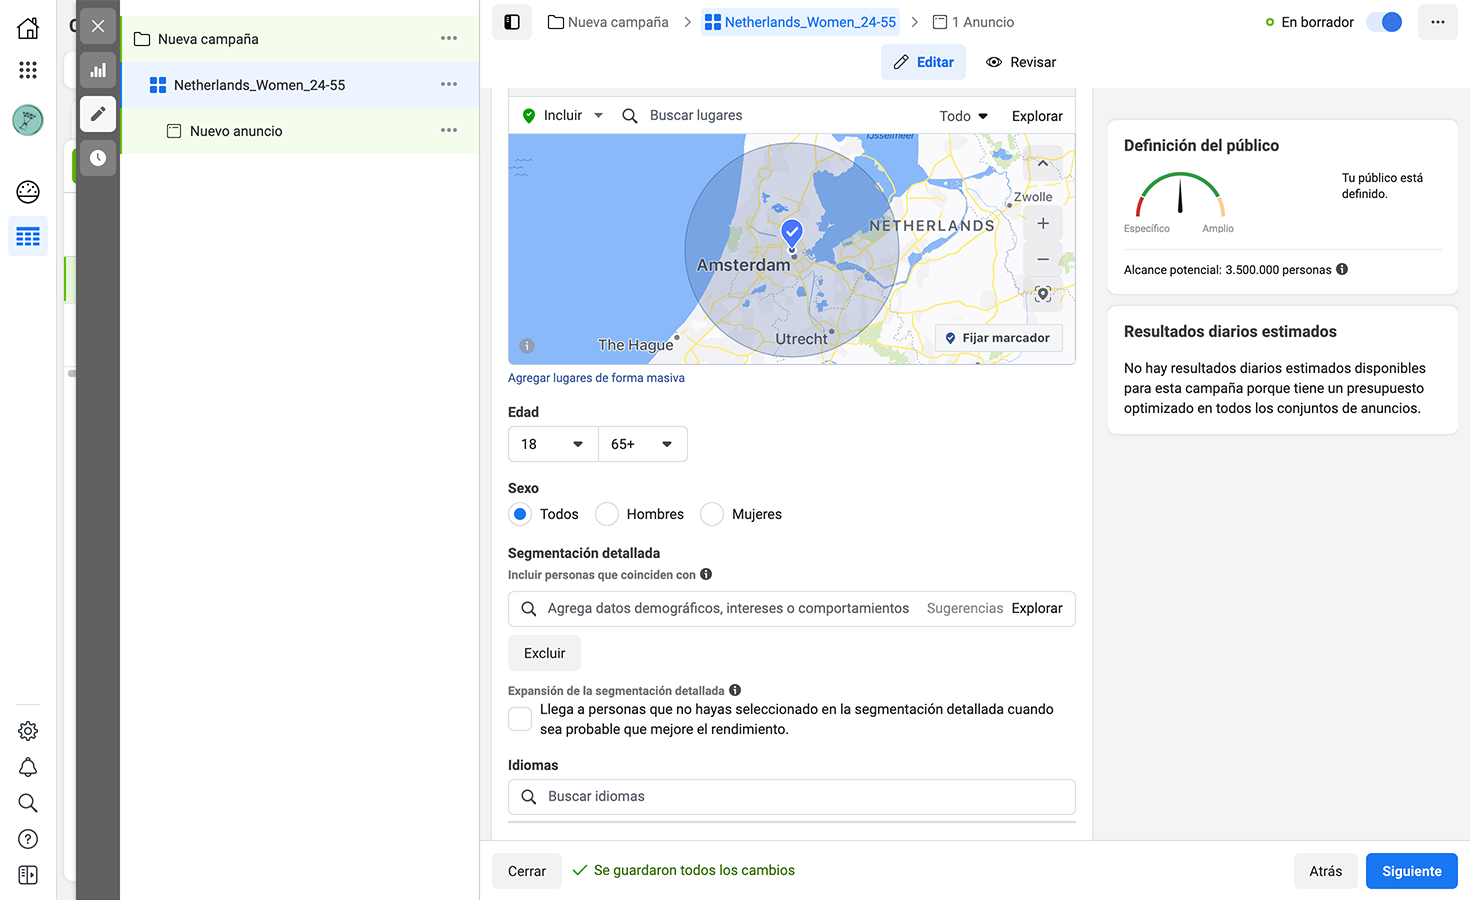 Nueva campaña
Netherlands_Women_24-55
Nuevo anuncio
Nueva campaña
Netherlands_Women_24-55
1 Anuncio
En borrador
Editar
Revisar
Incluir
Buscar lugares
Todo
Explorar
IJsselmeer
Zwolle
NETHERLANDS
Amsterdam
The Hague
Utrecht
Fijar marcador
Agregar lugares de forma masiva
Edad
18
65+
Sexo
Todos
Hombres
Mujeres
Segmentación detallada
Incluir personas que coinciden con
Agrega datos demográficos, intereses o comportamientos
Sugerencias
Explorar
Excluir
Expansión de la segmentación detallada
Llega a personas que no hayas seleccionado en la segmentación detallada cuando
sea probable que mejore el rendimiento.
Idiomas
Buscar idiomas
Definición del público
Tu público está
definido.
Específico
Amplio
Alcance potencial: 3.500.000 personas
Resultados diarios estimados
No hay resultados diarios estimados disponibles
para esta campaña porque tiene un presupuesto
optimizado en todos los conjuntos de anuncios.
Cerrar
Se guardaron todos los cambios
Atrás
Siguiente